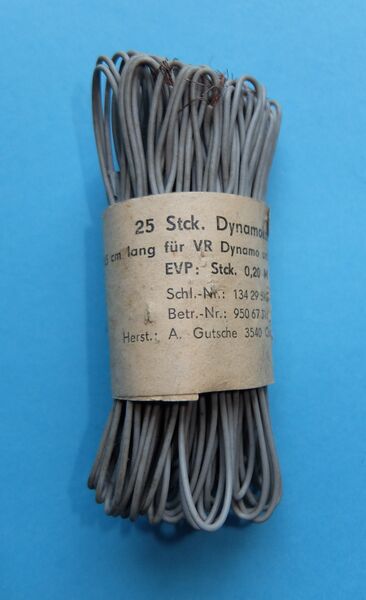 25 Stck.
cm lang für VR Dynamo
EVP: Stck. 0,20
Schl.-Nr.: 134 29
Betr.-Nr.: 950 67
Herst.: A. Gutsche 3540